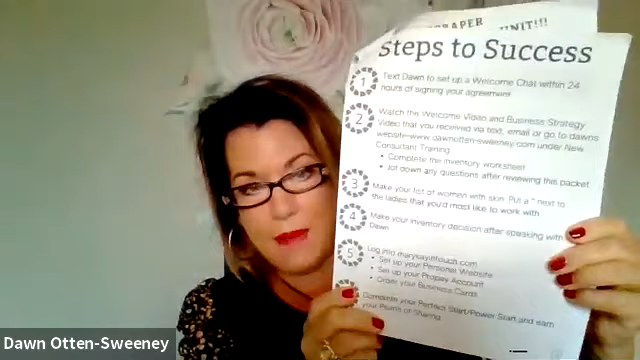 PAPER UNIT!!!
Steps to Success
1 Text Dawn to set up a Welcome Chat within 24
hours of signing your agreement
2 Watch the Welcome Video and Business Strategy
Video that you received via text, email or go to dawns
website-www.dawnotten-sweeney.com under New
Consultant Training
• Complete the inventory worksheet
• Jot down any questions after reviewing this packet
3 Make your list of women with skin. Put a * next to
the ladies that you'd most like to work with
4 Make your inventory decision after speaking with
Dawn
5 Log into marykayintouch.com
• Set up your Personal Website
• Set up your Propay Account
• Order your Business Cards
Complete your Perfect Start/Power Start and earn
your Pearls of Sharing
Dawn Otten-Sweeney